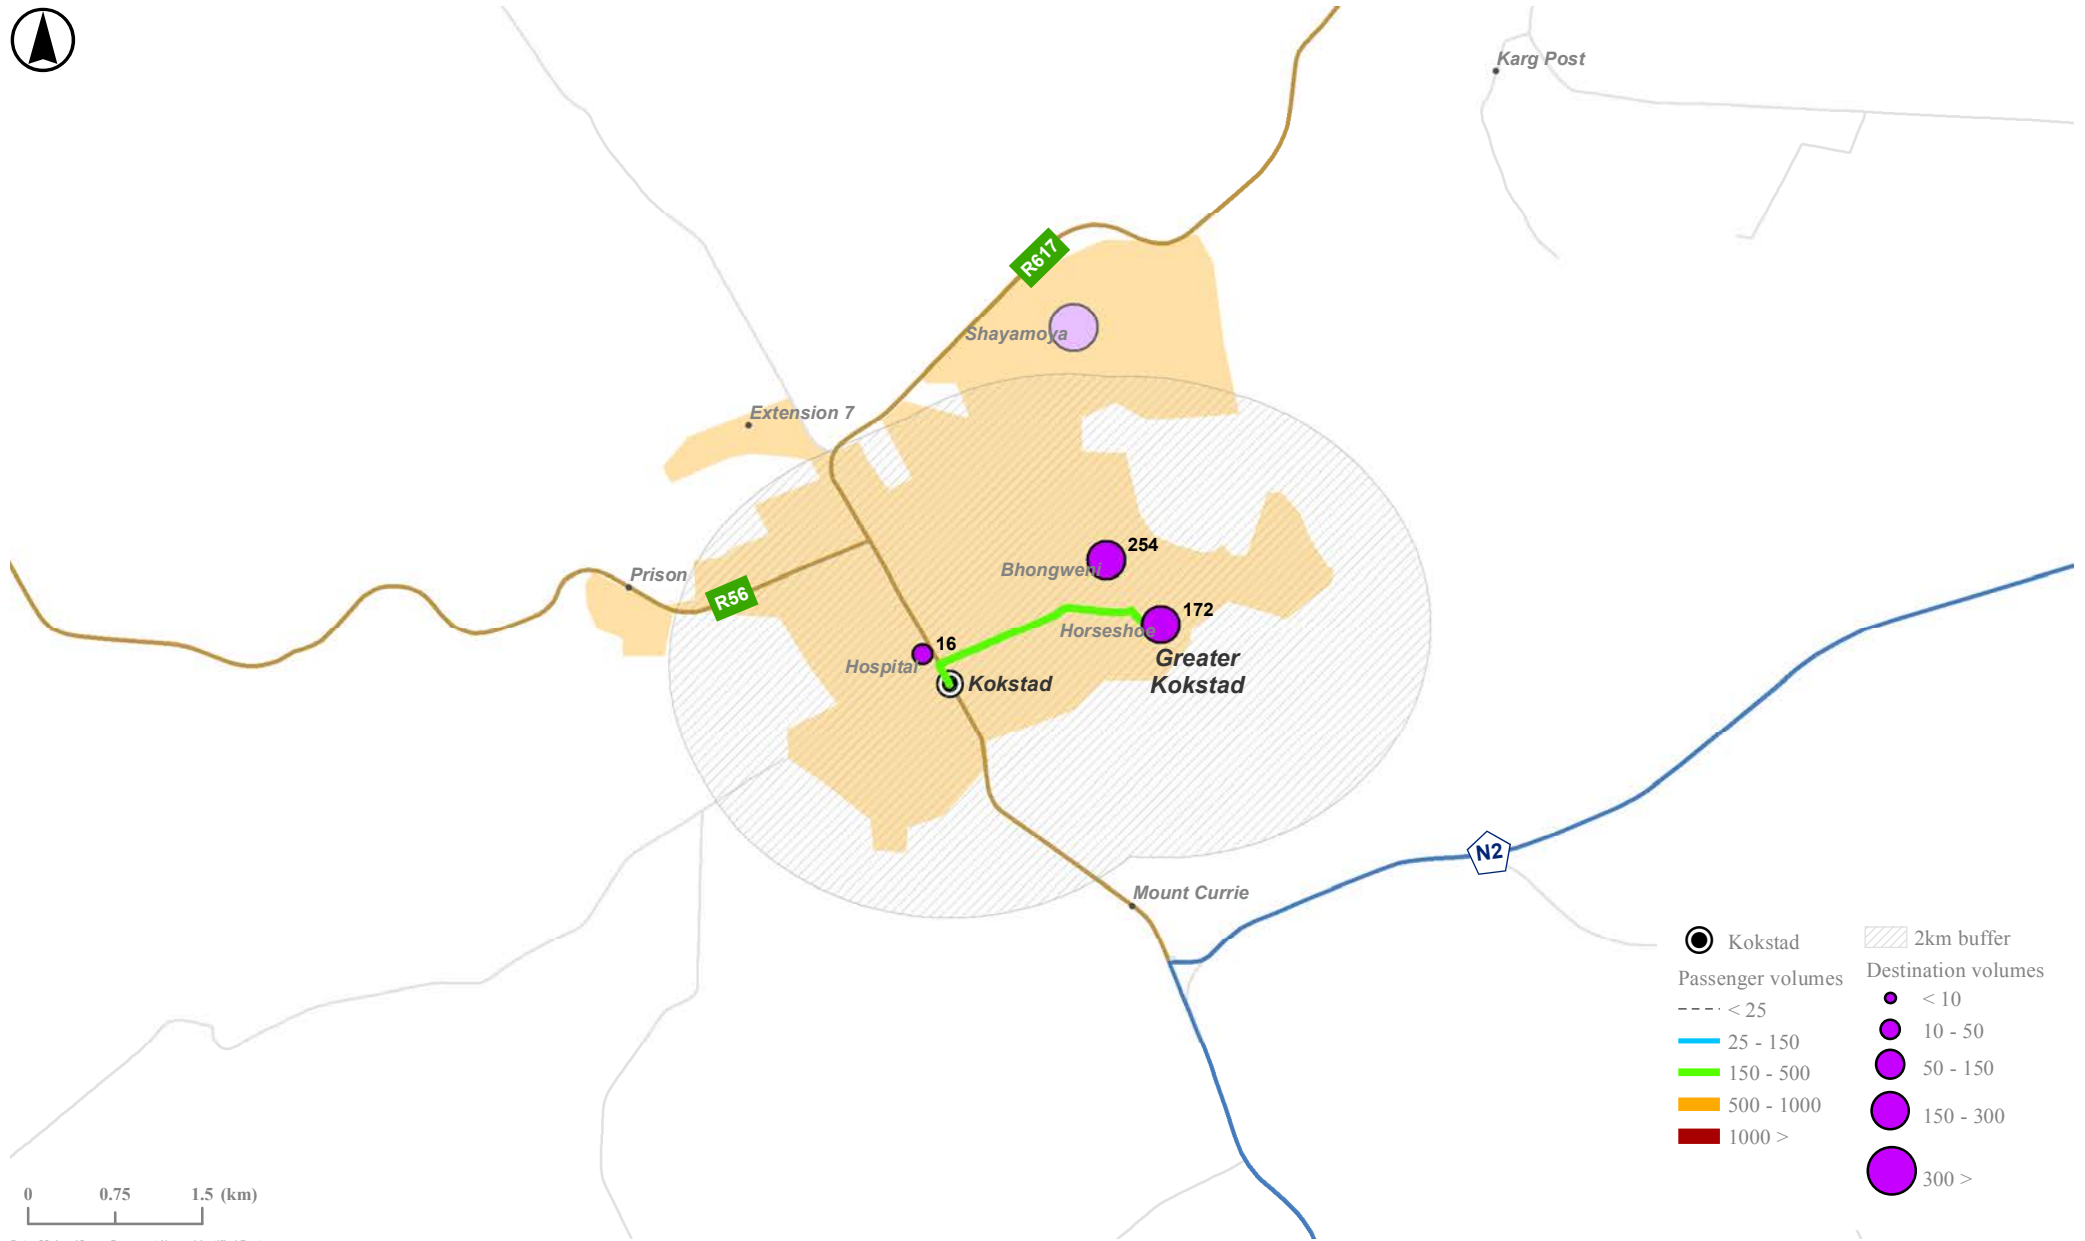 Karg Post
R617
Shayamoya
Extension 7
254
Bhongweni
Prison
R56
172
Horseshoe
16
Hospital
Greater
Kokstad
Kokstad
N2
Mount Currie
Kokstad
Passenger volumes
< 25
25 - 150
150 - 500
500 - 1000
1000 >
2km buffer
Destination volumes
< 10
10 - 50
50 - 150
150 - 300
300 >
0 0.75 1.5 (km)